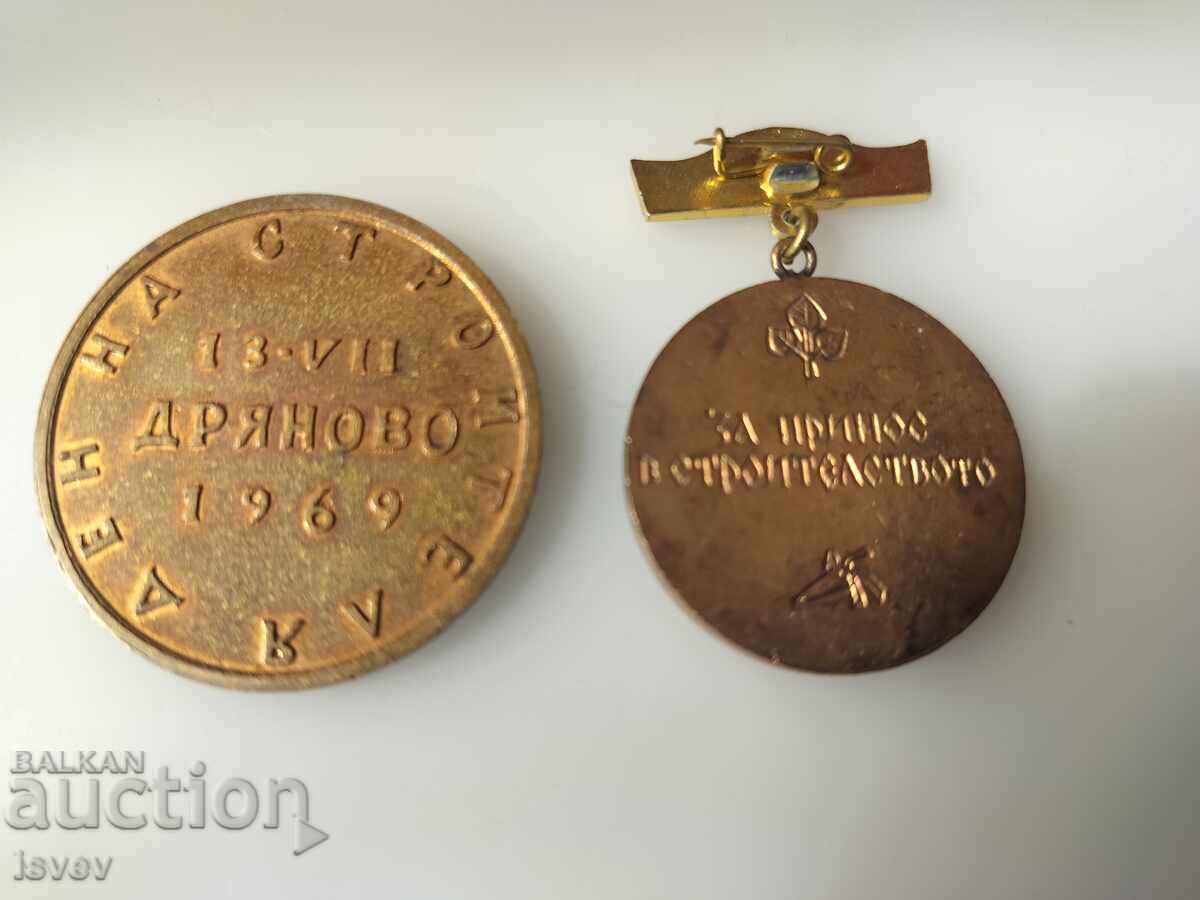 ДЕН НА СТРОИТЕЛЯ
13·VII
ДРЯНОВО
1969
ЗА ПРИНОС
В СТРОИТЕЛСТВОТО
BALKAN
auction
isvev